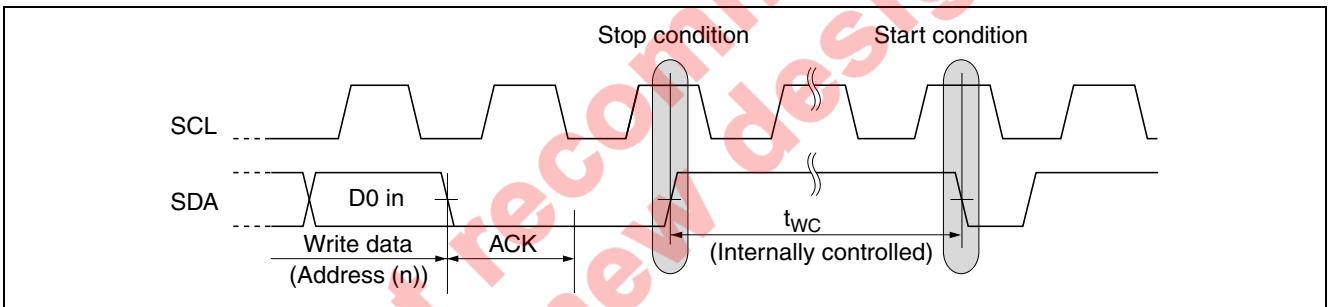 Stop condition
Start condition
SCL
SDA
D0 in
Write data
(Address (n))
ACK
tWC
(Internally controlled)